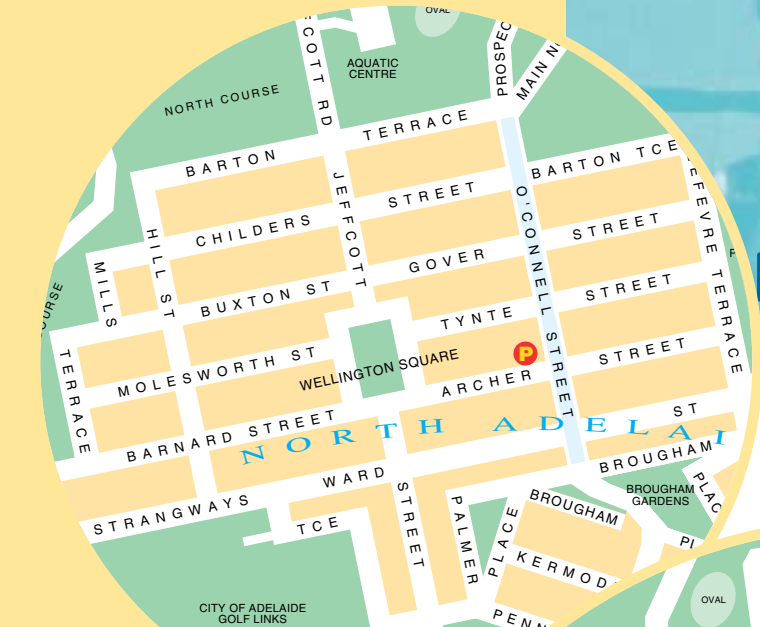 OVAL
PROSPEC
MAIN N
COTT RD
AQUATIC
CENTRE
NORTH COURSE
BARTON TERRACE
BARTON TCE
LEFEVRE TERRACE
JEFFCOTT STREET
O'CONNELL STREET
CHILDERS STREET
HILL ST
MILLS
TERRACE
OURSE
BUXTON ST
GOVER STREET
MOLESWORTH ST
TYNTE STREET
WELLINGTON SQUARE
P
BARNARD STREET
ARCHER STREET
NORTH ADELAI
WARD ST
STRANGWAYS TCE
BROUGHAM
BROUGHAM
GARDENS
PLAC
PALMER
PLACE
BROUGHAM
Pl
KERMOD
PENN
CITY OF ADELAIDE
GOLF LINKS
OVAL